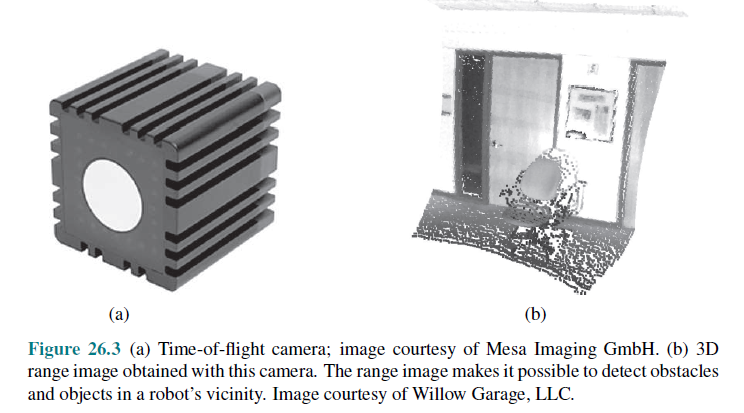 (a)
(b)
Figure 26.3 (a) Time-of-flight camera; image courtesy of Mesa Imaging GmbH. (b) 3D
range image obtained with this camera. The range image makes it possible to detect obstacles
and objects in a robot’s vicinity. Image courtesy of Willow Garage, LLC.